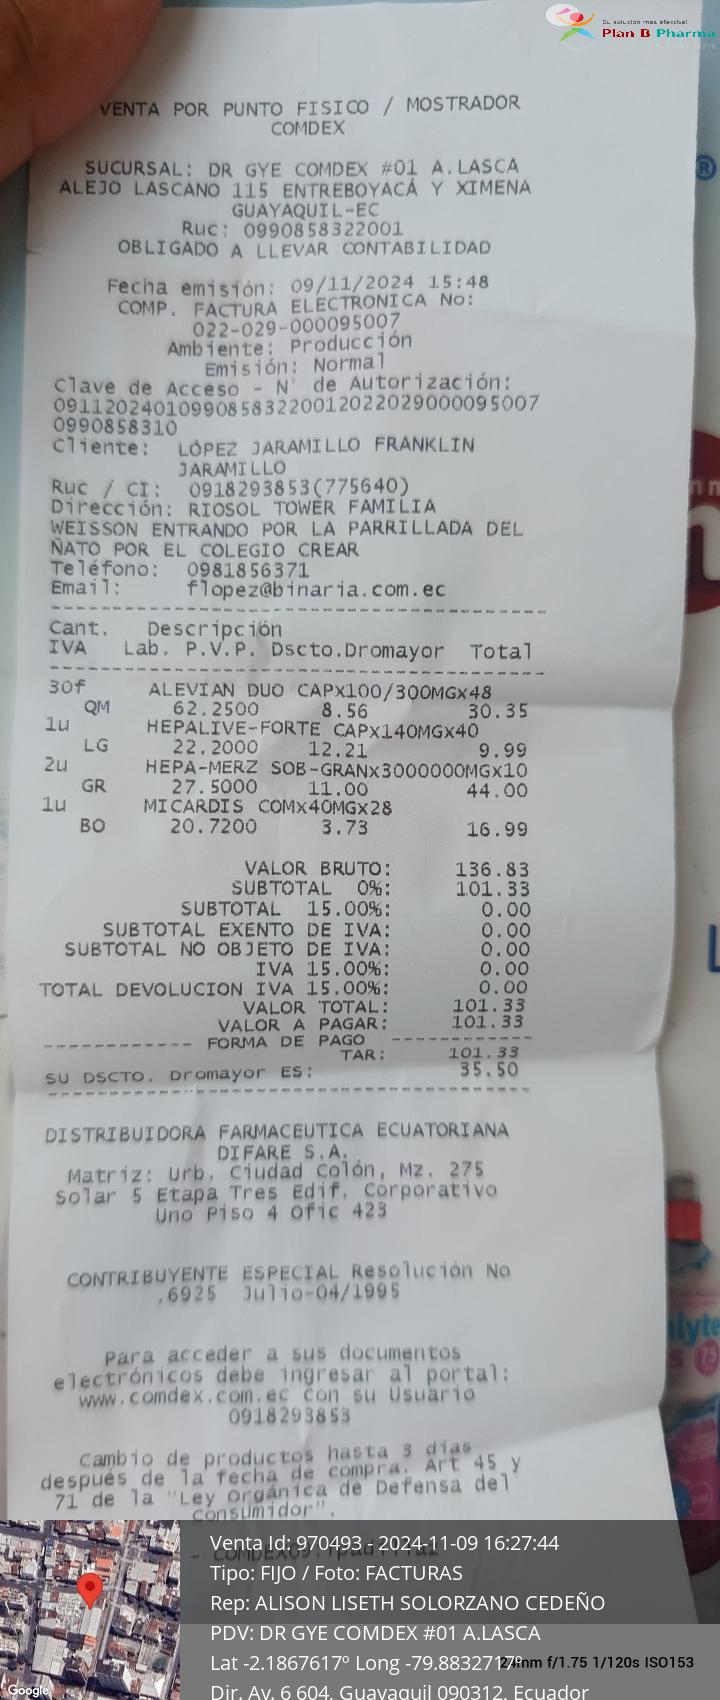 Su solución más efectiva!
Plan B Pharma
VENTA POR PUNTO FISICO / MOSTRADOR
COMDEX
SUCURSAL: DR GYE COMDEX #01 A.LASCA
ALEJO LASCANO 115 ENTREBOYACÁ Y XIMENA
GUAYAQUIL-EC
Ruc: 0990858322001
OBLIGADO A LLEVAR CONTABILIDAD
Fecha emisión: 09/11/2024 15:48
COMP. FACTURA ELECTRONICA No:
022-029-000095007
Ambiente: Producción
Emisión: Normal
Clave de Acceso - N° de Autorización:
091120240109908583220012022029000095007
0990858310
Cliente: LÓPEZ JARAMILLO FRANKLIN
JARAMILLO
Ruc / CI: 0918293853(775640)
Dirección: RIOSOL TOWER FAMILIA
WEISSON ENTRANDO POR LA PARRILLADA DEL
ÑATO POR EL COLEGIO CREAR
Teléfono: 0981856371
Email: flopez@binaria.com.ec
Cant. Descripción
IVA Lab. P.V.P. Dscto.Dromayor Total
30f ALEVIAN DUO CAPx100/300MGx48
QM 62.2500 8.56 30.35
1u HEPALIVE-FORTE CAPx140MGx40
LG 22.2000 12.21 9.99
2u HEPA-MERZ SOB-GRANx3000000MGx10
GR 27.5000 11.00 44.00
1u MICARDIS COMx40MGx28
BO 20.7200 3.73 16.99
VALOR BRUTO: 136.83
SUBTOTAL 0%: 101.33
SUBTOTAL 15.00%: 0.00
SUBTOTAL EXENTO DE IVA: 0.00
SUBTOTAL NO OBJETO DE IVA: 0.00
IVA 15.00%: 0.00
TOTAL DEVOLUCION IVA 15.00%: 0.00
VALOR TOTAL: 101.33
VALOR A PAGAR: 101.33
------------ FORMA DE PAGO ------------
TAR: 101.33
SU DSCTO. Dromayor ES: 35.50
DISTRIBUIDORA FARMACEUTICA ECUATORIANA
DIFARE S.A.
Matriz: Urb. Ciudad Colón, Mz. 275
Solar 5 Etapa Tres Edif. Corporativo
Uno Piso 4 Ofic 423
CONTRIBUYENTE ESPECIAL Resolución No
.6925 Julio-04/1995
Para acceder a sus documentos
electrónicos debe ingresar al portal:
www.comdex.com.ec con su Usuario
0918293853
Cambio de productos hasta 3 días
después de la fecha de compra. Art 45 y
71 de la "Ley Orgánica de Defensa del
Consumidor".
Venta Id: 970493 - 2024-11-09 16:27:44
Tipo: FIJO / Foto: FACTURAS
Rep: ALISON LISETH SOLORZANO CEDEÑO
PDV: DR GYE COMDEX #01 A.LASCA
Lat -2.1867617º Long
24mm f/1.75 1/120s ISO153
Dir. Av. 6 604, Guayaquil 090312, Ecuador
Google